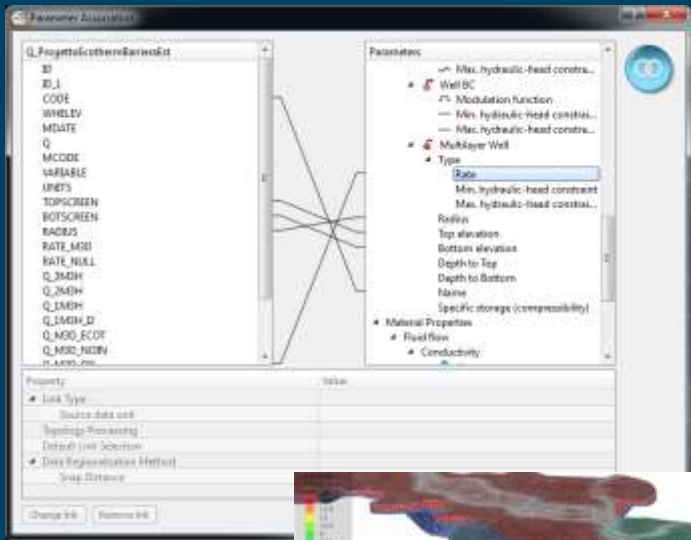 Parameter Association
Q_ProgettoEcothermBarrieraEst
ID
ID_1
CODE
WHELEV
MDATE
Q
MCODE
VARIABLE
UNITS
TOPSCREEN
BOTSCREEN
RADIUS
RATE_M3D
RATE_NULL
Q_3M3H
Q_2M3H
Q_1M3H
Q_1M3H_D
Q_M3D_ECOT
Q_M3D_NOIN
Parameters
Max. hydraulic-head constra...
Well BC
Modulation function
Min. hydraulic-head constrai...
Max. hydraulic-head constra...
Multilayer Well
Type
Rate
Min. hydraulic-head constraint
Max. hydraulic-head constrai...
Radius
Top elevation
Bottom elevation
Depth to Top
Depth to Bottom
Name
Specific storage (compressibility)
Material Properties
Fluid flow
Conductivity
Property Value
Link Type
Source data unit
Topology Processing
Default Link Selection
Data Regionalization Method
Snap Distance
Change link Remove link